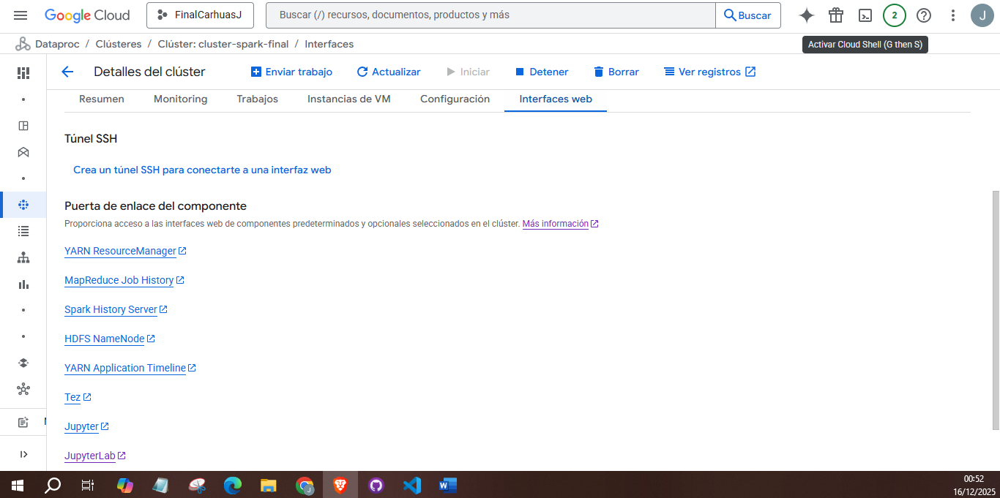 Google Cloud
FinalCarhuasJ
Buscar (/) recursos, documentos, productos y más
Buscar
2
J
Dataproc / Clústeres / Clúster: cluster-spark-final / Interfaces
Activar Cloud Shell (G then S)
Detalles del clúster
Enviar trabajo
Actualizar
Iniciar
Detener
Borrar
Ver registros
Resumen
Monitoring
Trabajos
Instancias de VM
Configuración
Interfaces web
Túnel SSH
Crea un túnel SSH para conectarte a una interfaz web
Puerta de enlace del componente
Proporciona acceso a las interfaces web de componentes predeterminados y opcionales seleccionados en el clúster. Más información
YARN ResourceManager
MapReduce Job History
Spark History Server
HDFS NameNode
YARN Application Timeline
Tez
Jupyter
JupyterLab
00:52
16/12/2025